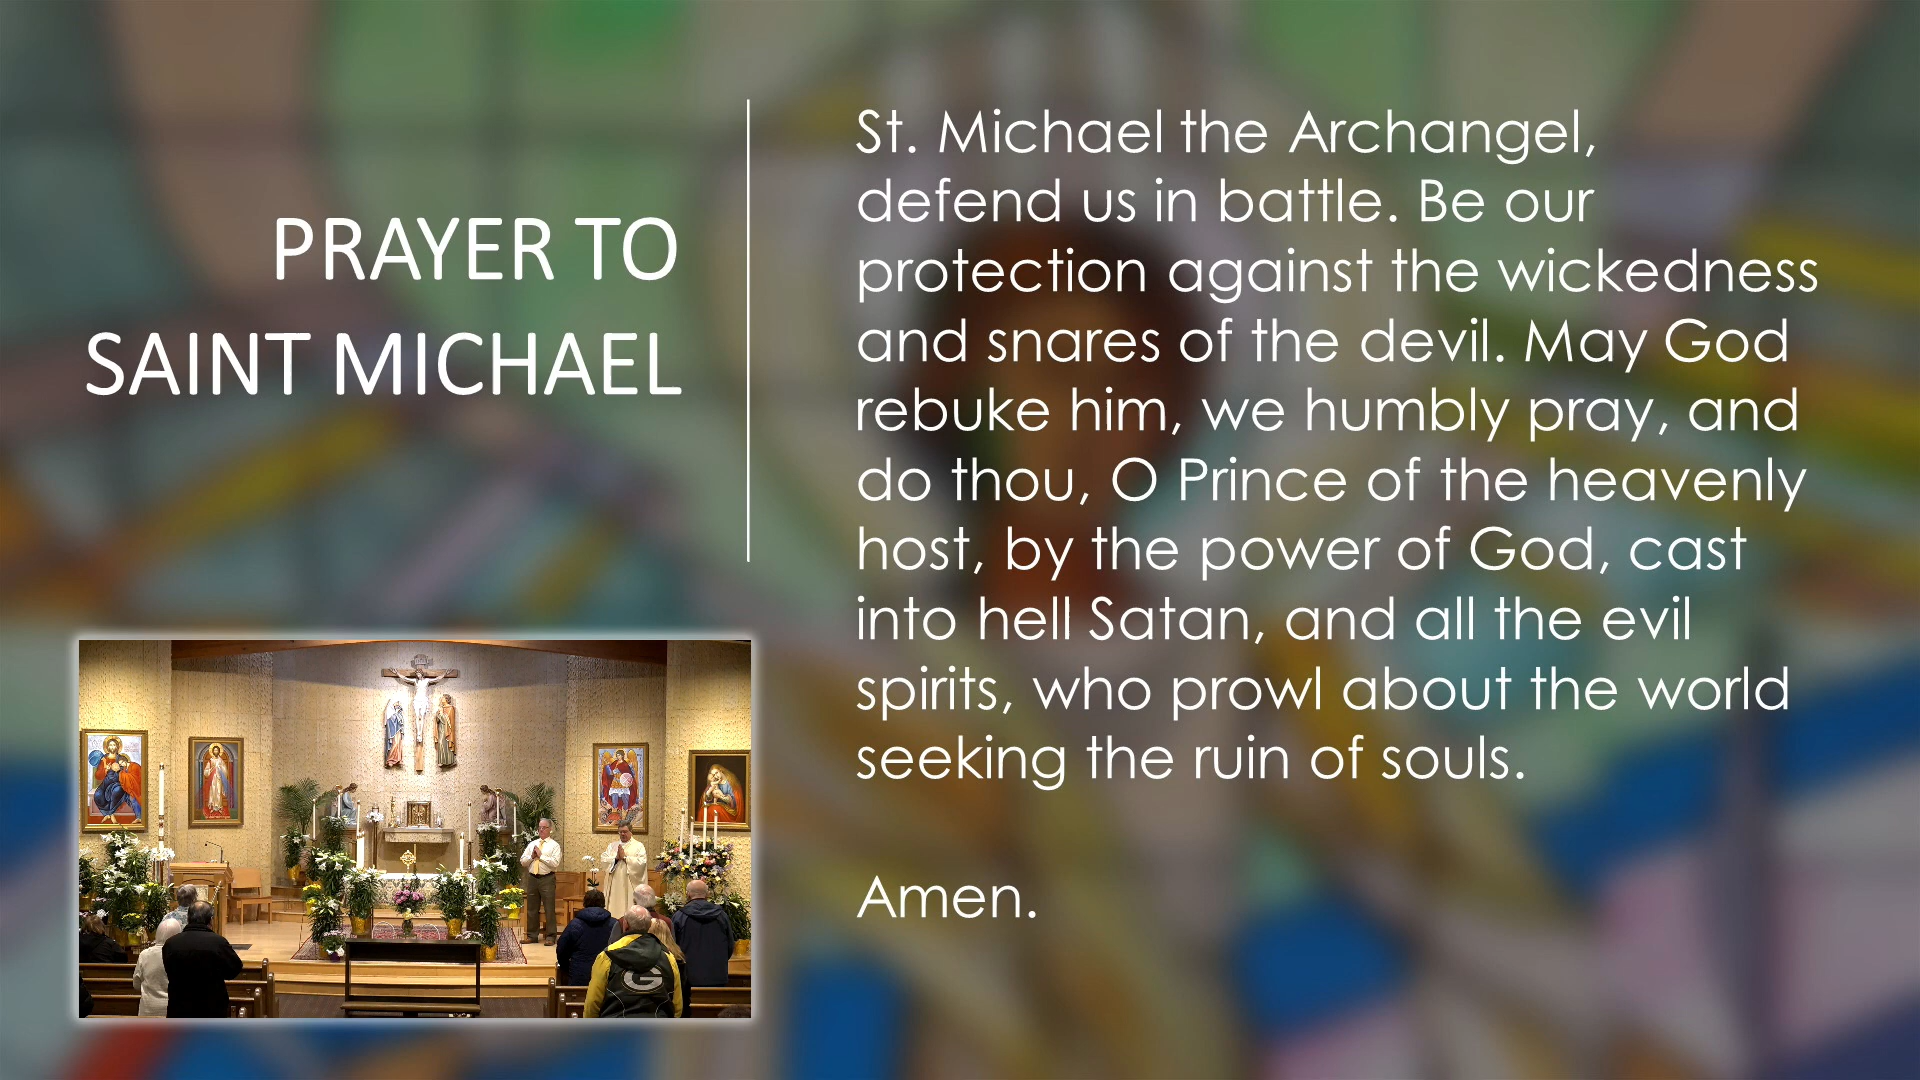 PRAYER TO
SAINT MICHAEL
St. Michael the Archangel,
defend us in battle. Be our
protection against the wickedness
and snares of the devil. May God
rebuke him, we humbly pray, and
do thou, O Prince of the heavenly
host, by the power of God, cast
into hell Satan, and all the evil
spirits, who prowl about the world
seeking the ruin of souls.
Amen.
G